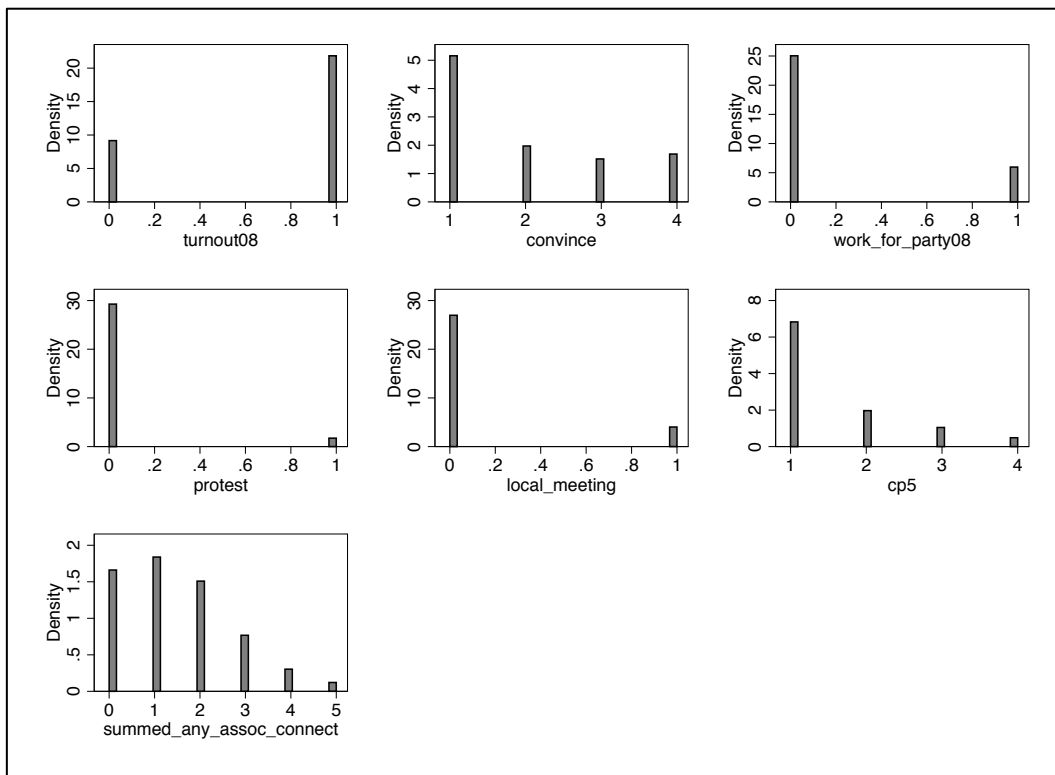 Density
0 5 10 15 20
0 .2 .4 .6 .8 1
turnout08
Density
0 1 2 3 4 5
1 2 3 4
convince
Density
0 5 10 15 20 25
0 .2 .4 .6 .8 1
work_for_party08
Density
0 10 20 30
0 .2 .4 .6 .8 1
protest
Density
0 10 20 30
0 .2 .4 .6 .8 1
local_meeting
Density
0 2 4 6 8
1 2 3 4
cp5
Density
0 .5 1 1.5 2
0 1 2 3 4 5
summed_any_assoc_connect